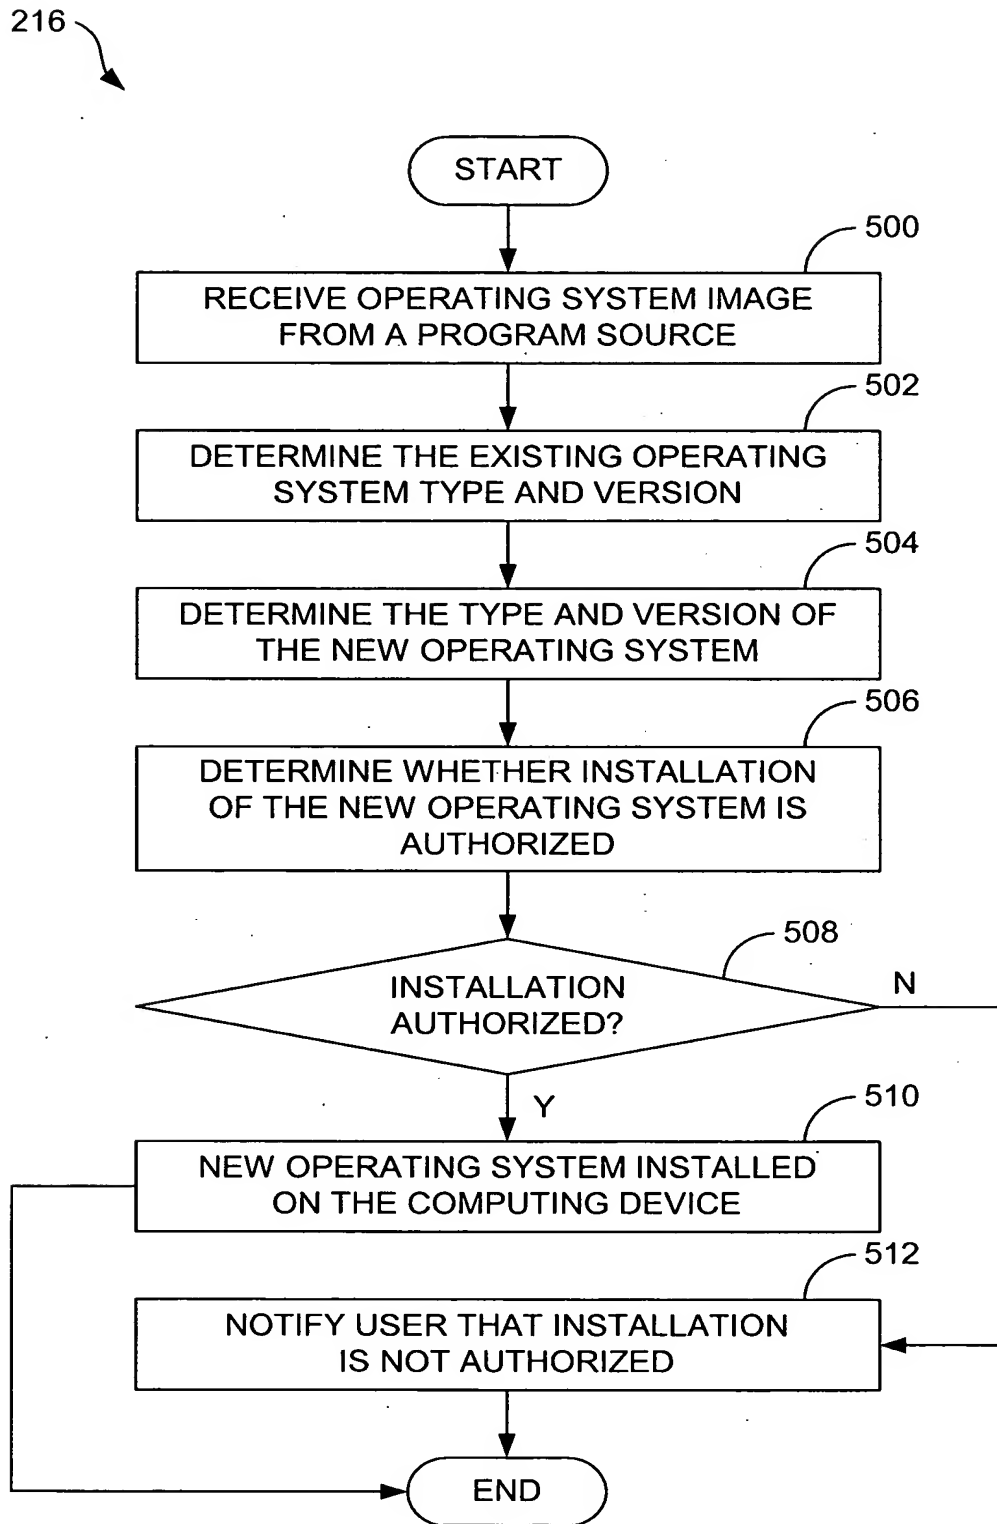 216
START
500
RECEIVE OPERATING SYSTEM IMAGE
FROM A PROGRAM SOURCE
502
DETERMINE THE EXISTING OPERATING
SYSTEM TYPE AND VERSION
504
DETERMINE THE TYPE AND VERSION OF
THE NEW OPERATING SYSTEM
506
DETERMINE WHETHER INSTALLATION
OF THE NEW OPERATING SYSTEM IS
AUTHORIZED
508
INSTALLATION
AUTHORIZED?
N
Y
510
NEW OPERATING SYSTEM INSTALLED
ON THE COMPUTING DEVICE
512
NOTIFY USER THAT INSTALLATION
IS NOT AUTHORIZED
END